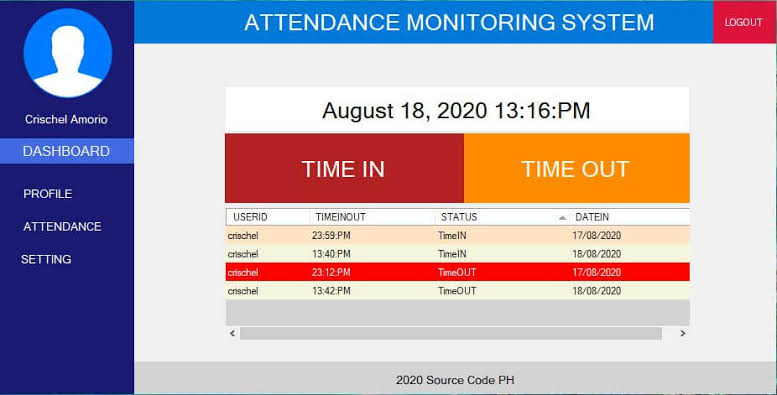 ATTENDANCE MONITORING SYSTEM
LOGOUT
Crischel Amorio
DASHBOARD
PROFILE
ATTENDANCE
SETTING
August 18, 2020 13:16:PM
TIME IN TIME OUT
USERID TIMEINOUT STATUS DATEIN
crischel 23:59:PM TimeIN 17/08/2020
crischel 13:40:PM TimeIN 18/08/2020
crischel 23:12:PM TimeOUT 17/08/2020
crischel 13:42:PM TimeOUT 18/08/2020
2020 Source Code PH